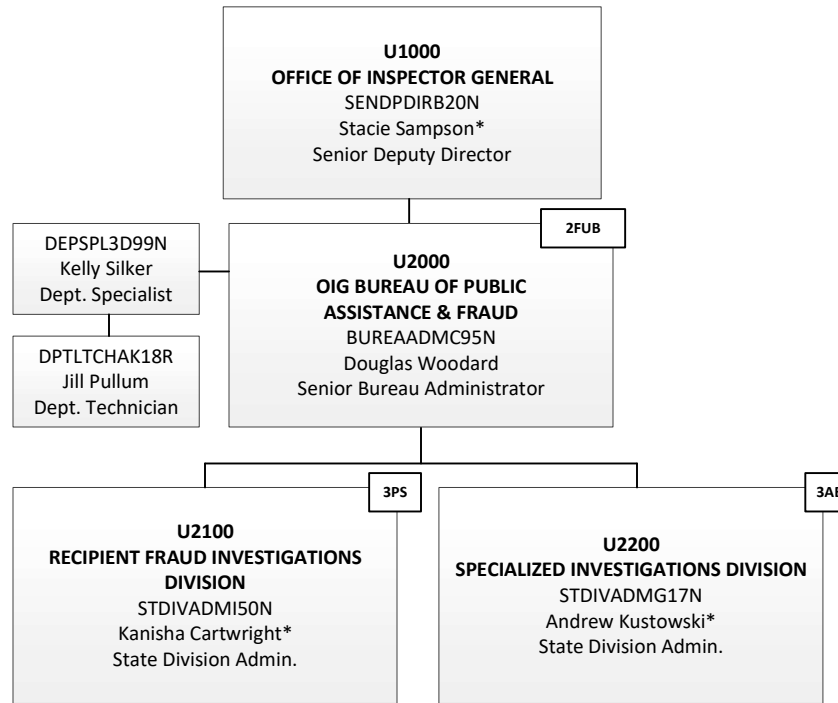 U1000
OFFICE OF INSPECTOR GENERAL
SENDPDIRB20N
Stacie Sampson*
Senior Deputy Director
2FUB
DEPSPL3D99N
Kelly Silker
Dept. Specialist
DPTLTCHAK18R
Jill Pullum
Dept. Technician
U2000
OIG BUREAU OF PUBLIC
ASSISTANCE & FRAUD
BUREAADMC95N
Douglas Woodard
Senior Bureau Administrator
3PS
U2100
RECIPIENT FRAUD INVESTIGATIONS
DIVISION
STDIVADMI50N
Kanisha Cartwright*
State Division Admin.
U2200
SPECIALIZED INVESTIGATIONS DIVISION
STDIVADMG17N
Andrew Kustowski*
State Division Admin.